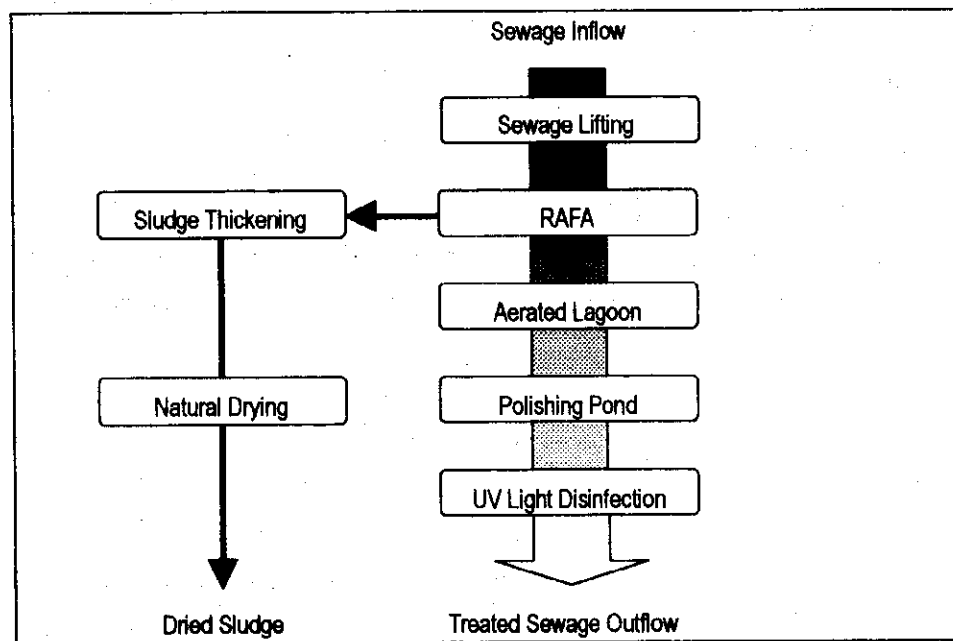 Sewage Inflow
Sewage Lifting
Sludge Thickening
RAFA
Aerated Lagoon
Natural Drying
Polishing Pond
UV Light Disinfection
Dried Sludge
Treated Sewage Outflow